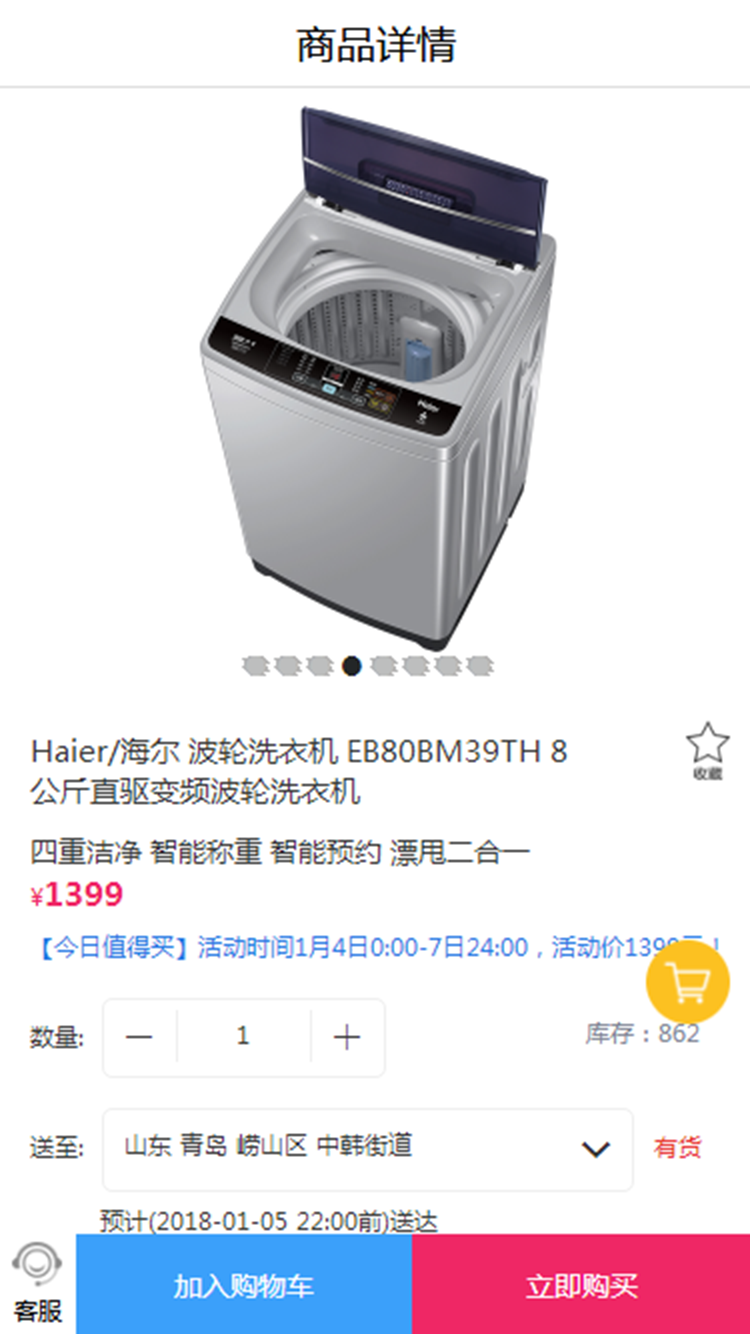 商品详情
Haier
Haier/海尔 波轮洗衣机 EB80BM39TH 8
公斤直驱变频波轮洗衣机
收藏
四重洁净 智能称重 智能预约 漂甩二合一
¥1399
【今日值得买】活动时间1月4日0:00-7日24:00，活动价1399元！
数量:
1
库存：862
送至:
山东 青岛 崂山区 中韩街道
有货
预计(2018-01-05 22:00前)送达
客服
加入购物车
立即购买